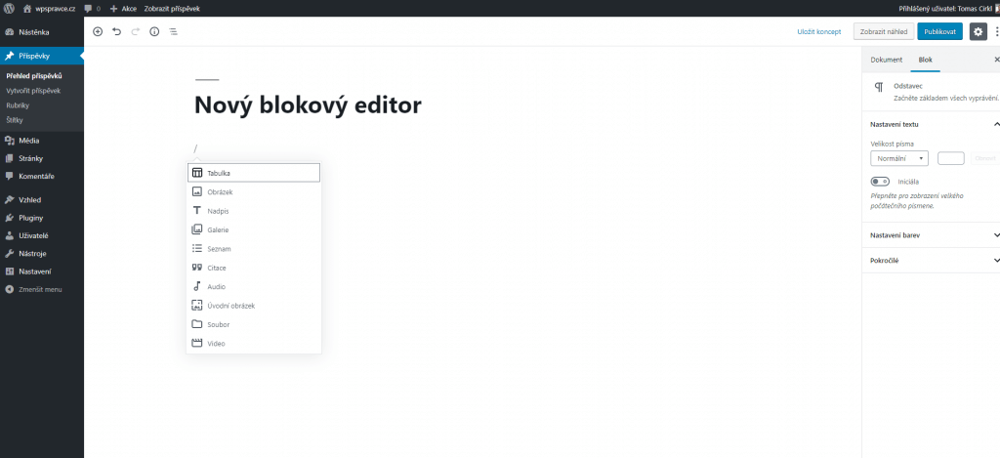 wpspravce.cz
0
Akce
Zobrazit příspěvek
Přihlášený uživatel: Tomas Cirkl
Nástěnka
Příspěvky
Přehled příspěvků
Vytvořit příspěvek
Rubriky
Štítky
Média
Stránky
Komentáře
Vzhled
Pluginy
Uživatelé
Nástroje
Nastavení
Zmenšit menu
Uložit koncept
Zobrazit náhled
Publikovat
Nový blokový editor
/
Tabulka
Obrázek
Nadpis
Galerie
Seznam
Citace
Audio
Úvodní obrázek
Soubor
Video
Dokument
Blok
Odstavec
Začněte základem všech vyprávění.
Nastavení textu
Velikost písma
Normální
Iniciála
Přepněte pro zobrazení velkého
počátečního písmene.
Nastavení barev
Pokročilé